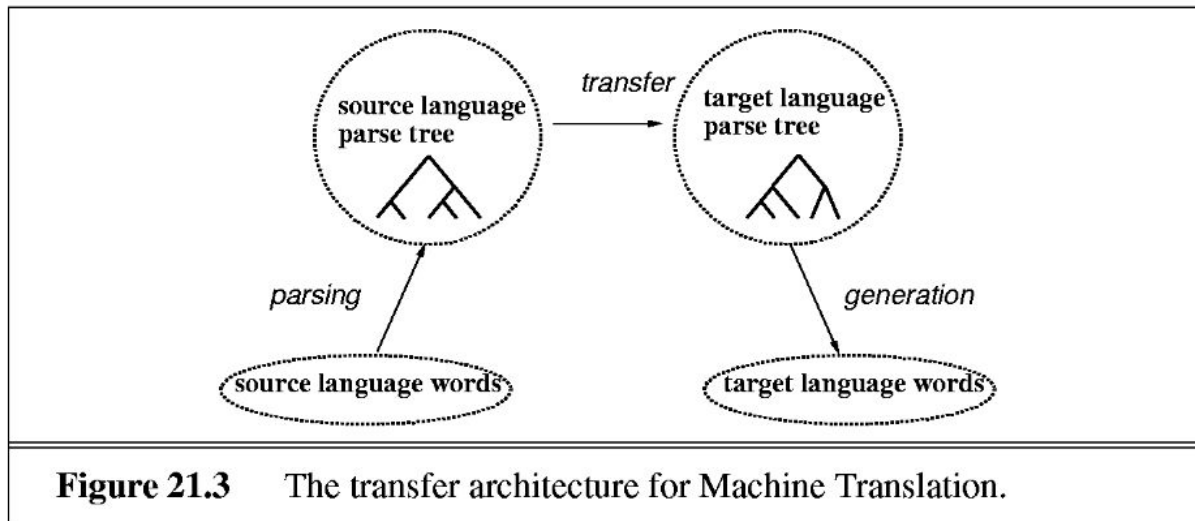 transfer
source language
parse tree
target language
parse tree
parsing
generation
source language words
target language words
Figure 21.3 The transfer architecture for Machine Translation.